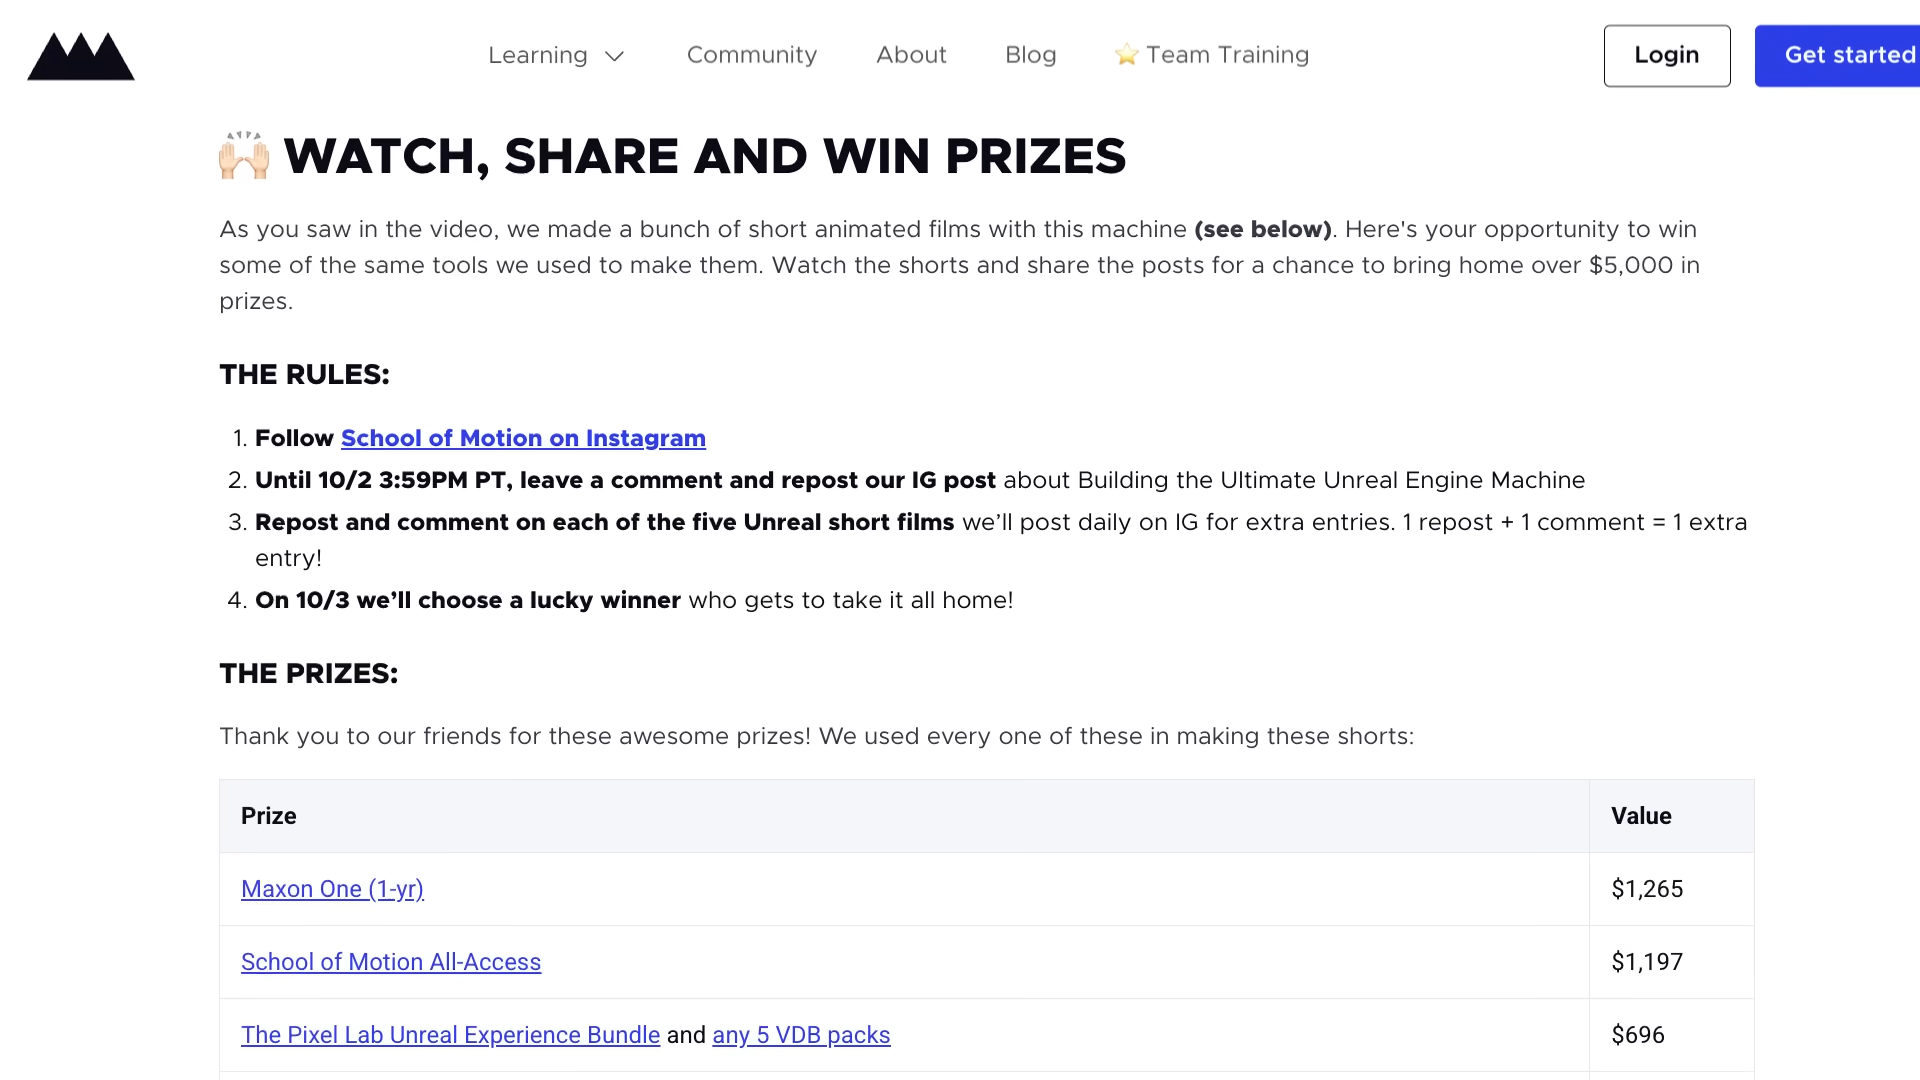 Learning
Community
About
Blog
⭐ Team Training
Login
Get started
🙌🏻 WATCH, SHARE AND WIN PRIZES
As you saw in the video, we made a bunch of short animated films with this machine (see below). Here's your opportunity to win
some of the same tools we used to make them. Watch the shorts and share the posts for a chance to bring home over $5,000 in
prizes.
THE RULES:
1. Follow School of Motion on Instagram
2. Until 10/2 3:59PM PT, leave a comment and repost our IG post about Building the Ultimate Unreal Engine Machine
3. Repost and comment on each of the five Unreal short films we’ll post daily on IG for extra entries. 1 repost + 1 comment = 1 extra
entry!
4. On 10/3 we’ll choose a lucky winner who gets to take it all home!
THE PRIZES:
Thank you to our friends for these awesome prizes! We used every one of these in making these shorts:
Prize Value
Maxon One (1-yr) $1,265
School of Motion All-Access $1,197
The Pixel Lab Unreal Experience Bundle and any 5 VDB packs $696